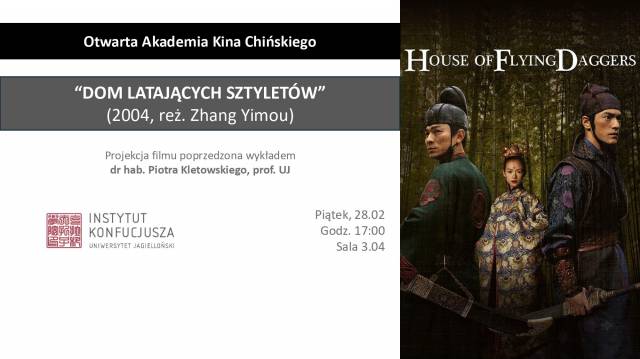 Otwarta Akademia Kina Chińskiego
“DOM LATAJĄCYCH SZTYLETÓW”
(2004, reż. Zhang Yimou)
Projekcja filmu poprzedzona wykładem
dr hab. Piotra Kletowskiego, prof. UJ
INSTYTUT
KONFUCJUSZA
UNIWERSYTET JAGIELLOŃSKI
Piątek, 28.02
Godz. 17:00
Sala 3.04
HOUSE OF FLYING DAGGERS